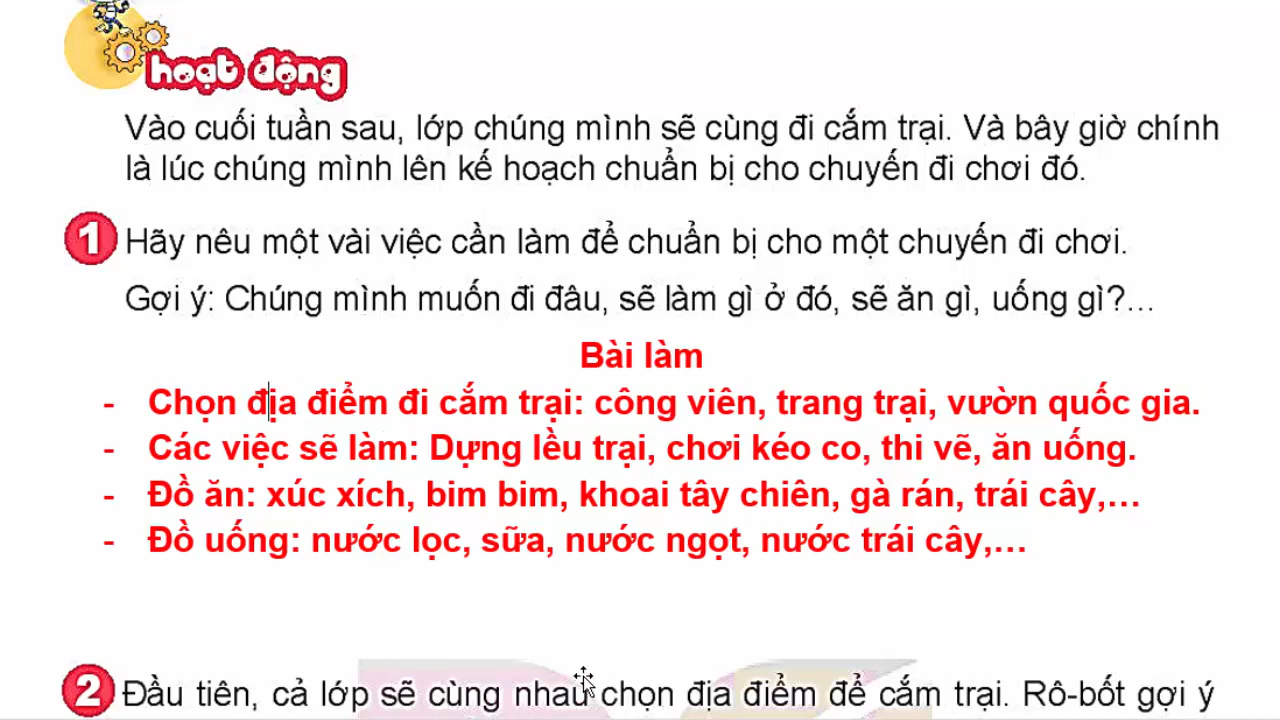 hoạt động
Vào cuối tuần sau, lớp chúng mình sẽ cùng đi cắm trại. Và bây giờ chính
là lúc chúng mình lên kế hoạch chuẩn bị cho chuyến đi chơi đó.
1 Hãy nêu một vài việc cần làm để chuẩn bị cho một chuyến đi chơi.
Gợi ý: Chúng mình muốn đi đâu, sẽ làm gì ở đó, sẽ ăn gì, uống gì?...
Bài làm
- Chọn địa điểm đi cắm trại: công viên, trang trại, vườn quốc gia.
- Các việc sẽ làm: Dựng lều trại, chơi kéo co, thi vẽ, ăn uống.
- Đồ ăn: xúc xích, bim bim, khoai tây chiên, gà rán, trái cây,…
- Đồ uống: nước lọc, sữa, nước ngọt, nước trái cây,…
2 Đầu tiên, cả lớp sẽ cùng nhau chọn địa điểm để cắm trại. Rô-bốt gợi ý